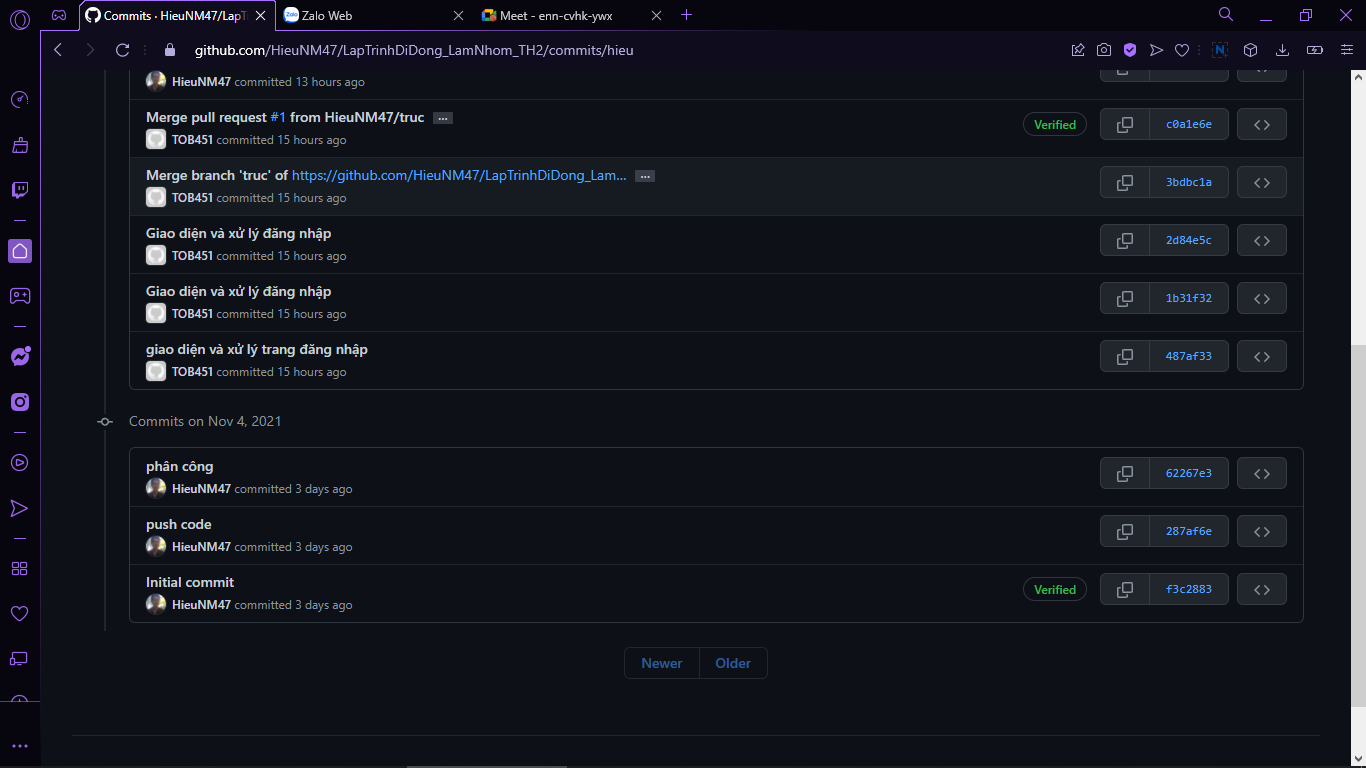 Commits · HieuNM47/LapT
Zalo Web
Meet - enn-cvhk-ywx
github.com/HieuNM47/LapTrinhDiDong_LamNhom_TH2/commits/hieu
HieuNM47 committed 13 hours ago
Merge pull request #1 from HieuNM47/truc ...
TOB451 committed 15 hours ago
Verified
c0a1e6e
Merge branch 'truc' of https://github.com/HieuNM47/LapTrinhDiDong_Lam... ...
TOB451 committed 15 hours ago
3bdbc1a
Giao diện và xử lý đăng nhập
TOB451 committed 15 hours ago
2d84e5c
Giao diện và xử lý đăng nhập
TOB451 committed 15 hours ago
1b31f32
giao diện và xử lý trang đăng nhập
TOB451 committed 15 hours ago
487af33
Commits on Nov 4, 2021
phân công
HieuNM47 committed 3 days ago
62267e3
push code
HieuNM47 committed 3 days ago
287af6e
Initial commit
HieuNM47 committed 3 days ago
Verified
f3c2883
Newer
Older